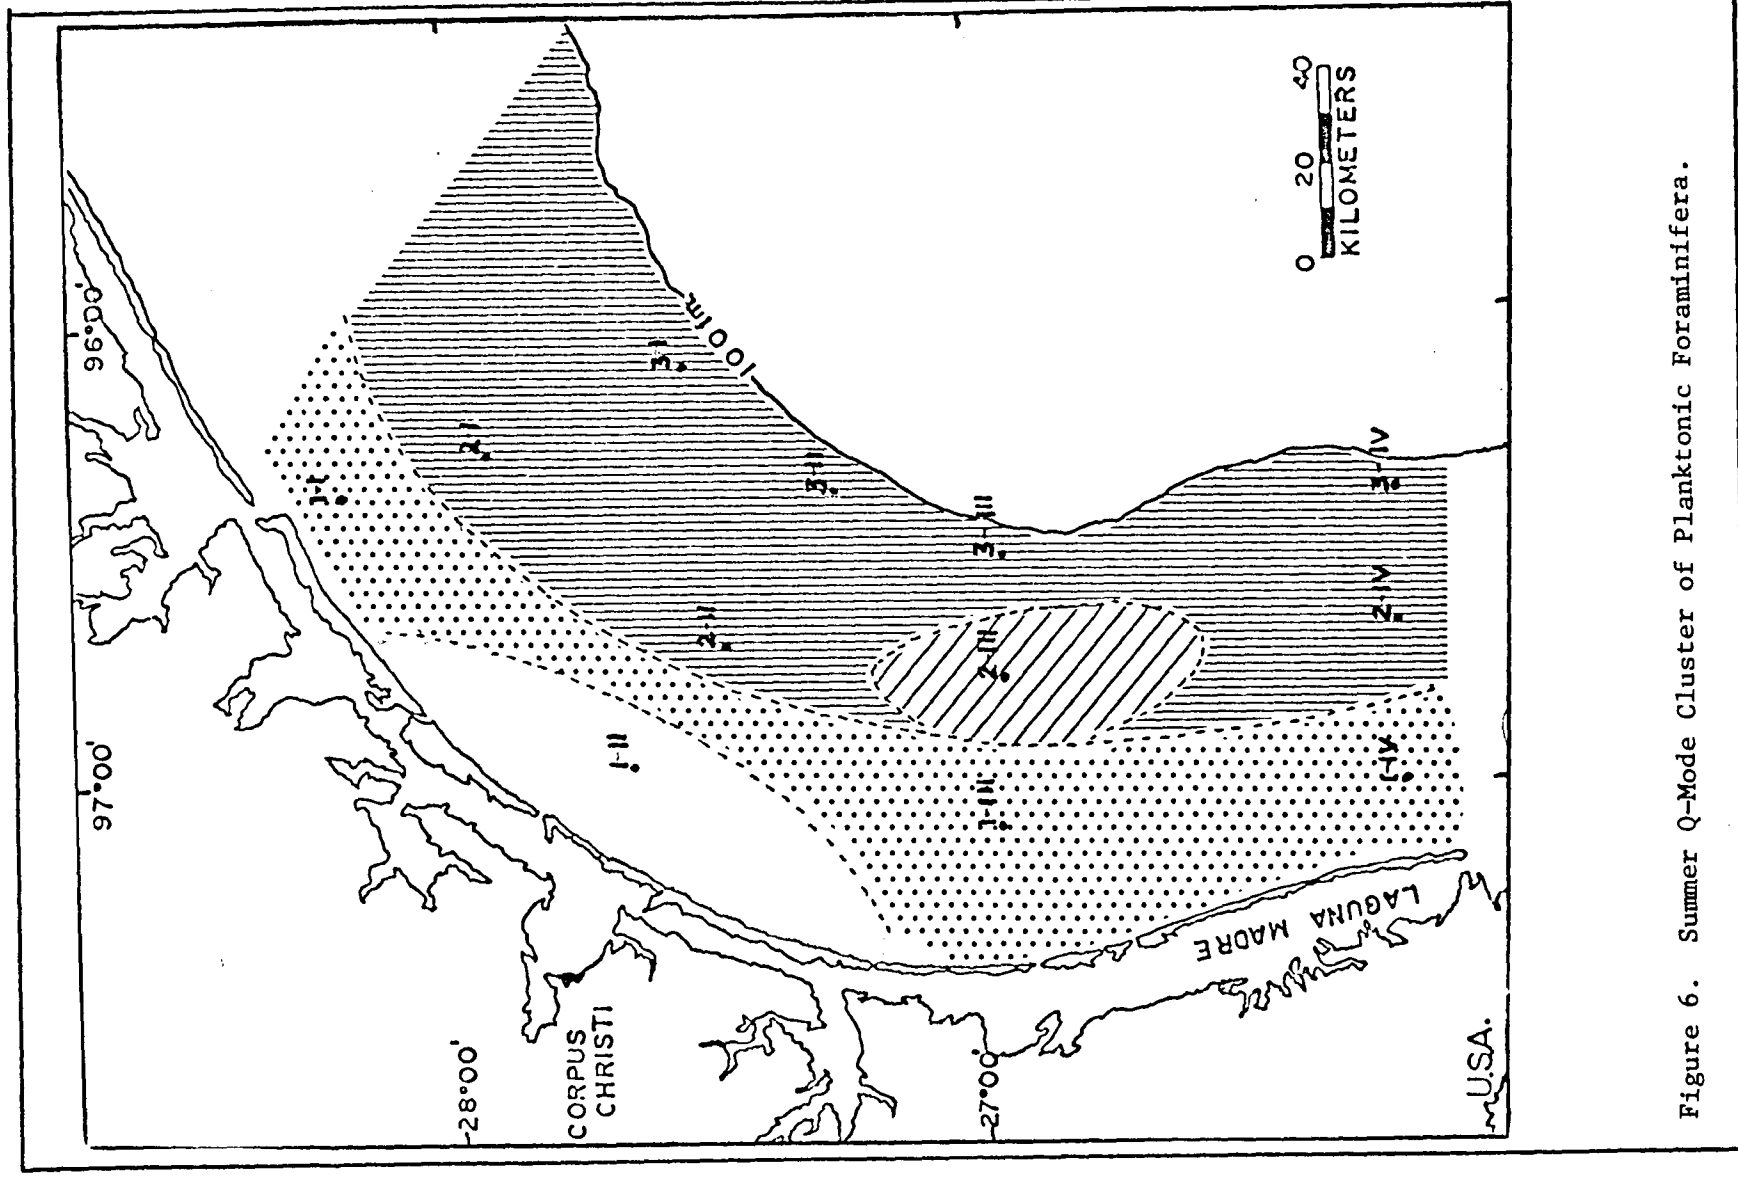 96°00'
97°00'
28°00'
27°00'
CORPUS
CHRISTI
LAGUNA MADRE
U.S.A.
1-I
2-I
3-I
1-II
2-II
3-II
1-III
2-III
3-III
1-IV
2-IV
3-IV
100 fm.
0 20 40
KILOMETERS
Figure 6. Summer Q-Mode Cluster of Planktonic Foraminifera.